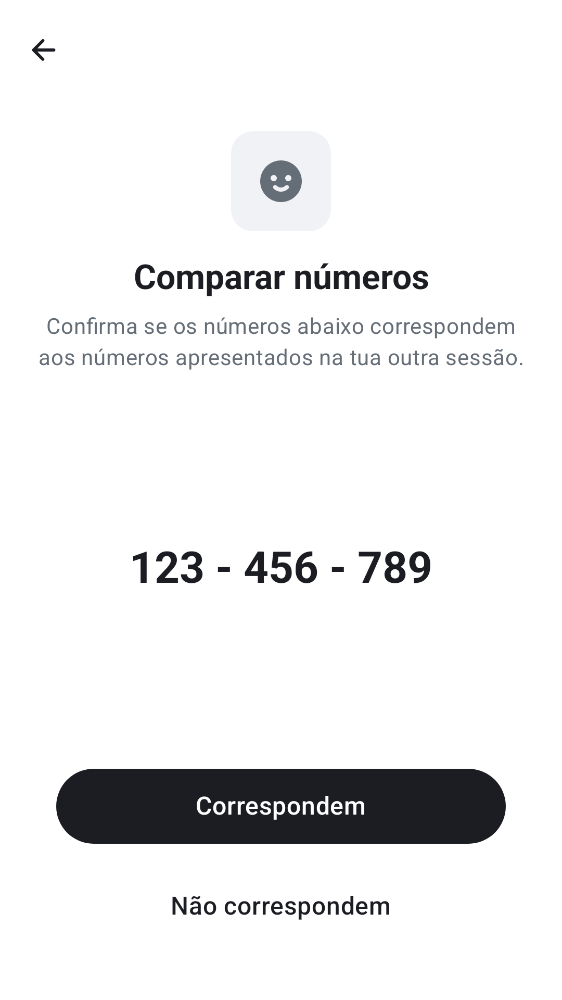 Comparar números
Confirma se os números abaixo correspondem
aos números apresentados na tua outra sessão.
123 - 456 - 789
Correspondem
Não correspondem